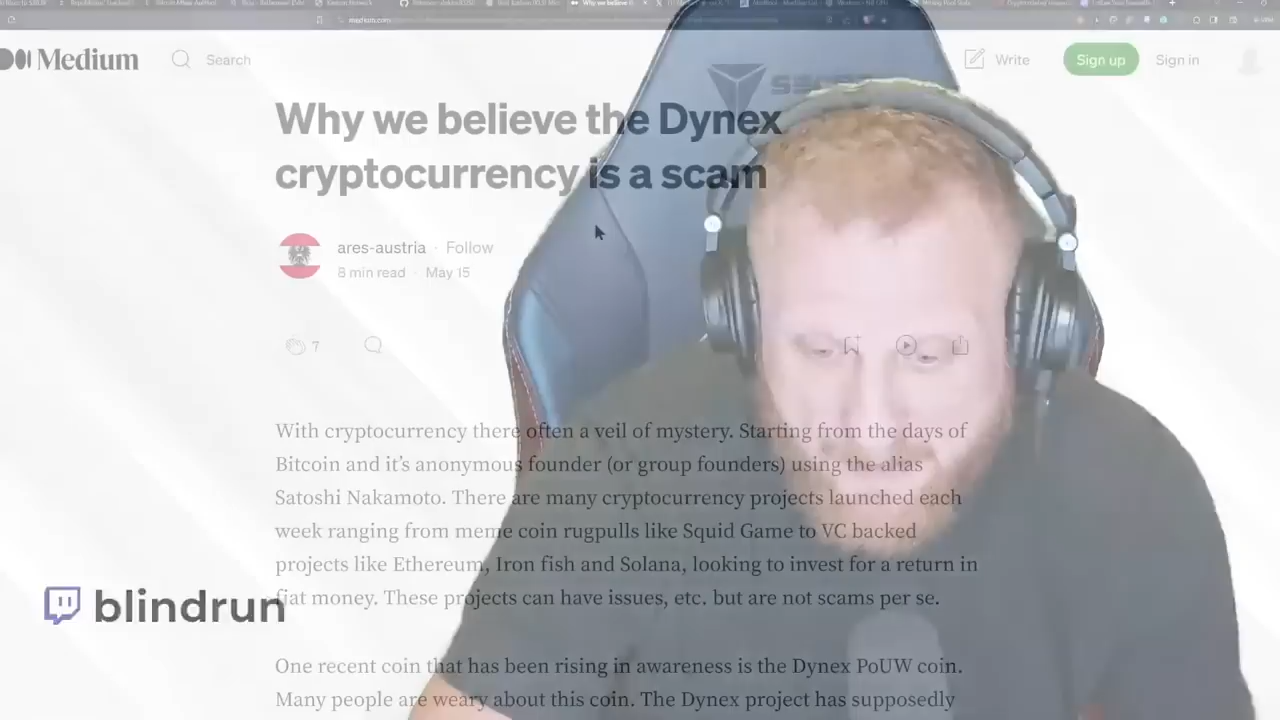 medium.com
Medium
Search
Write
Sign up
Sign in
Why we believe the Dynex
cryptocurrency is a scam
ares-austria · Follow
8 min read · May 15
7
With cryptocurrency there often a veil of mystery. Starting from the days of
Bitcoin and it’s anonymous founder (or group founders) using the alias
Satoshi Nakamoto. There are many cryptocurrency projects launched each
week ranging from meme coin rugpulls like Squid Game to VC backed
projects like Ethereum, Iron fish and Solana, looking to invest for a return in
fiat money. These projects can have issues, etc. but are not scams per se.
blindrun
One recent coin that has been rising in awareness is the Dynex PoUW coin.
Many people are weary about this coin. The Dynex project has supposedly